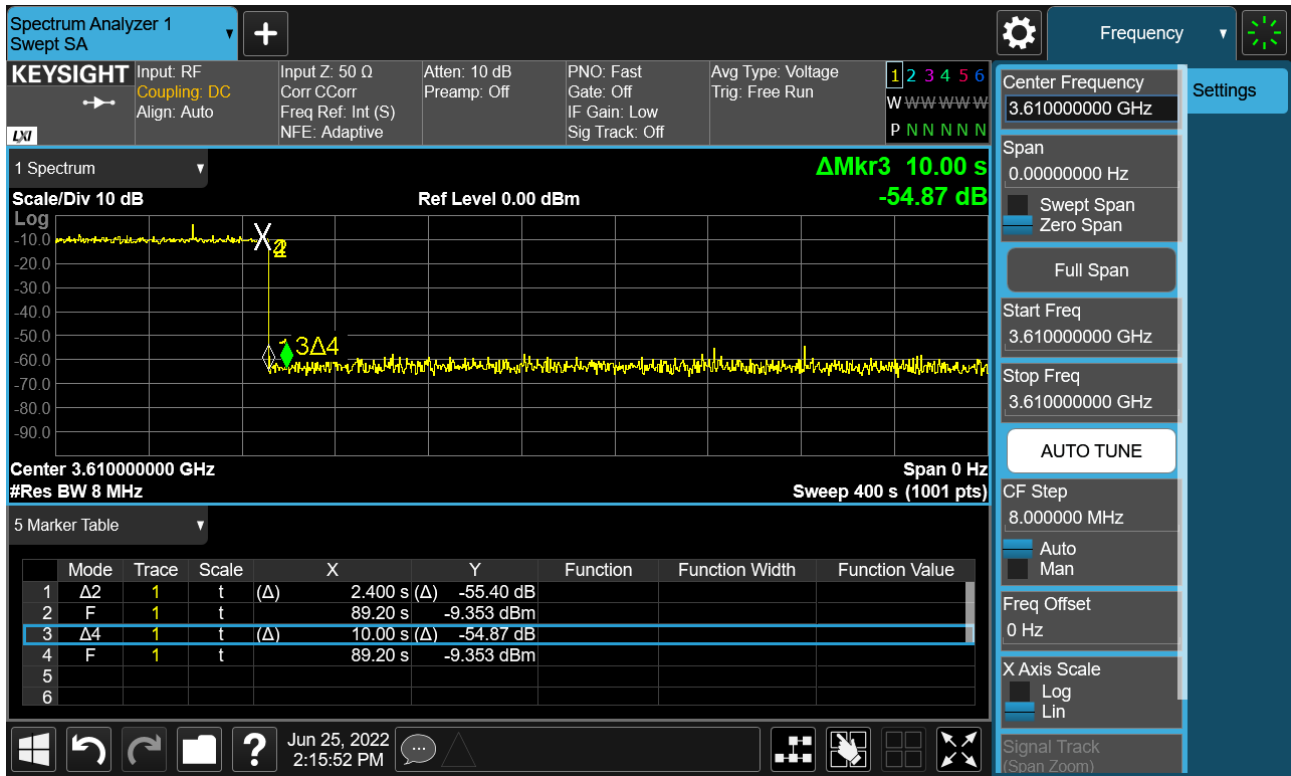 Spectrum Analyzer 1
Swept SA
Frequency
KEYSIGHT
LXI
Input: RF
Coupling: DC
Align: Auto
Input Z: 50 Ω
Corr CCorr
Freq Ref: Int (S)
NFE: Adaptive
Atten: 10 dB
Preamp: Off
PNO: Fast
Gate: Off
IF Gain: Low
Sig Track: Off
Avg Type: Voltage
Trig: Free Run
1 2 3 4 5 6
W W W W W W
P N N N N N
1 Spectrum
ΔMkr3 10.00 s
-54.87 dB
Scale/Div 10 dB
Ref Level 0.00 dBm
Log
-10.0
-20.0
-30.0
-40.0
-50.0
-60.0
-70.0
-80.0
-90.0
X
3Δ4
Center 3.610000000 GHz
Span 0 Hz
#Res BW 8 MHz
Sweep 400 s (1001 pts)
5 Marker Table
Mode Trace Scale X Y Function Function Width Function Value
1 Δ2 1 t (Δ) 2.400 s (Δ) -55.40 dB
2 F 1 t 89.20 s -9.353 dBm
3 Δ4 1 t (Δ) 10.00 s (Δ) -54.87 dB
4 F 1 t 89.20 s -9.353 dBm
5
6
?
Jun 25, 2022
2:15:52 PM
Settings
Center Frequency
3.610000000 GHz
Span
0.00000000 Hz
Swept Span
Zero Span
Full Span
Start Freq
3.610000000 GHz
Stop Freq
3.610000000 GHz
AUTO TUNE
CF Step
8.000000 MHz
Auto
Man
Freq Offset
0 Hz
X Axis Scale
Log
Lin
Signal Track
(Span Zoom)